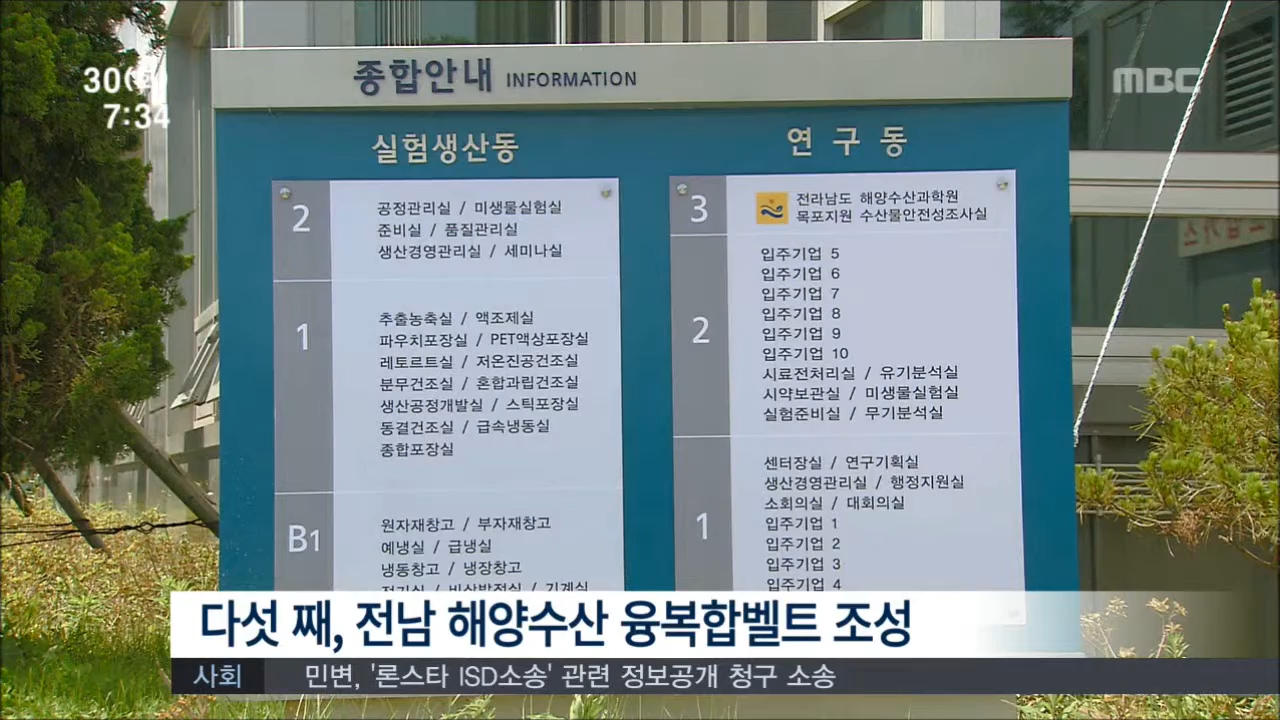 30
7:34
MBC
종합안내 INFORMATION
실험생산동
2
공정관리실 / 미생물실험실
준비실 / 품질관리실
생산경영관리실 / 세미나실
1
추출농축실 / 액조제실
파우치포장실 / PET액상포장실
레토르트실 / 저온진공건조실
분무건조실 / 혼합과립건조실
생산공정개발실 / 스틱포장실
동결건조실 / 급속냉동실
종합포장실
B1
원자재창고 / 부자재창고
예냉실 / 급냉실
냉동창고 / 냉장창고
전기실 / 비상발전실 / 기계실
연구동
3
전라남도 해양수산과학원
목포지원 수산물안전성조사실
2
입주기업 5
입주기업 6
입주기업 7
입주기업 8
입주기업 9
입주기업 10
시료전처리실 / 유기분석실
시약보관실 / 미생물실험실
실험준비실 / 무기분석실
1
센터장실 / 연구기획실
생산경영관리실 / 행정지원실
소회의실 / 대회의실
입주기업 1
입주기업 2
입주기업 3
입주기업 4
다섯 째, 전남 해양수산 융복합벨트 조성
사회 민변, '론스타 ISD소송' 관련 정보공개 청구 소송